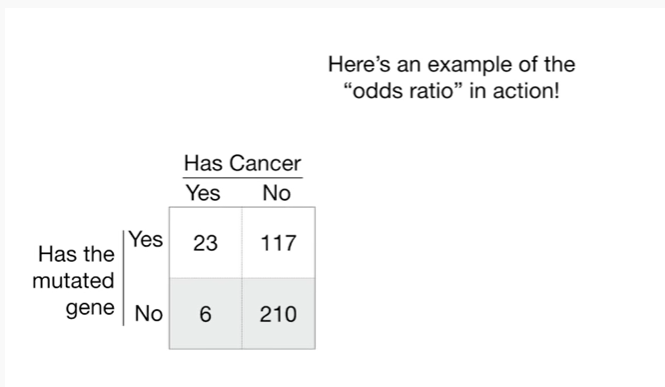 Here’s an example of the
“odds ratio” in action!
Has Cancer
Yes No
Has the
mutated
gene
Yes 23 117
No 6 210